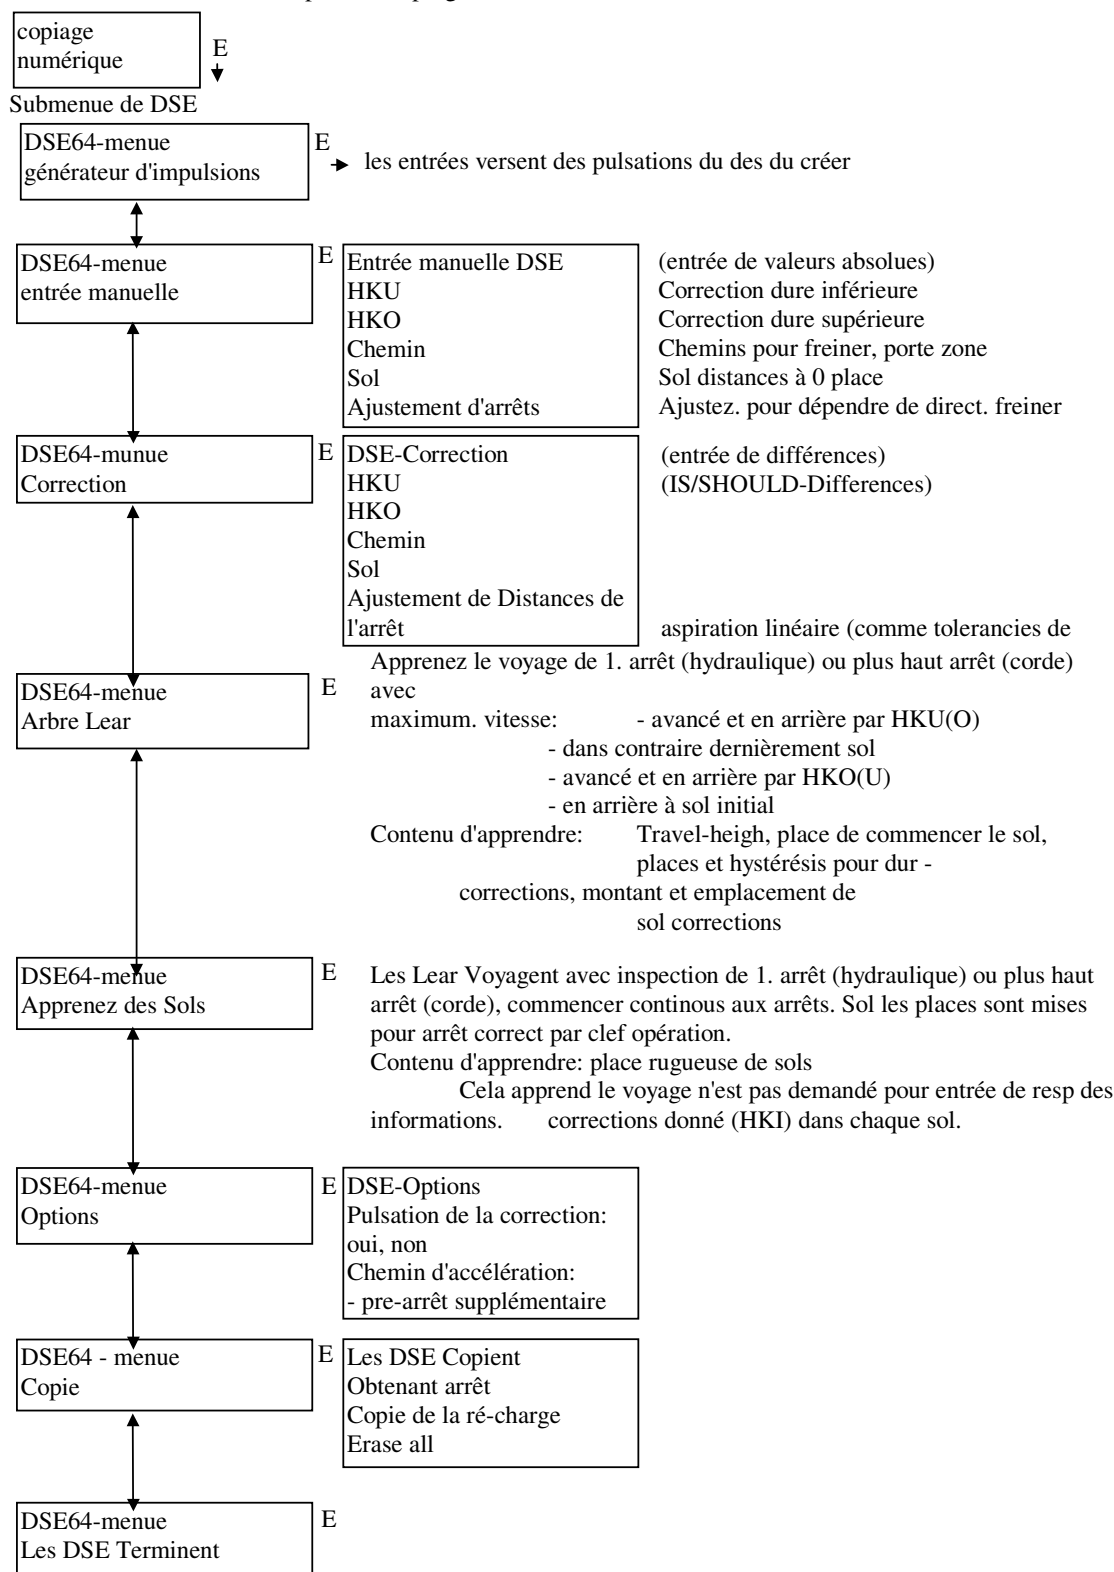 copiage
numérique
E
Submenue de DSE
DSE64-menue
générateur d'impulsions
E
les entrées versent des pulsations du des du créer
DSE64-menue
entrée manuelle
E
Entrée manuelle DSE
HKU
HKO
Chemin
Sol
Ajustement d'arrêts
(entrée de valeurs absolues)
Correction dure inférieure
Correction dure supérieure
Chemins pour freiner, porte zone
Sol distances à 0 place
Ajustez. pour dépendre de direct. freiner
DSE64-munue
Correction
E
DSE-Correction
HKU
HKO
Chemin
Sol
Ajustement de Distances de
l'arrêt
(entrée de différences)
(IS/SHOULD-Differences)
aspiration linéaire (comme tolerancies de
DSE64-menue
Arbre Lear
E
Apprenez le voyage de 1. arrêt (hydraulique) ou plus haut arrêt (corde)
avec
maximum. vitesse: - avancé et en arrière par HKU(O)
- dans contraire dernièrement sol
- avancé et en arrière par HKO(U)
- en arrière à sol initial
Contenu d'apprendre: Travel-heigh, place de commencer le sol,
places et hystérésis pour dur -
corrections, montant et emplacement de
sol corrections
DSE64-menue
Apprenez des Sols
E
Les Lear Voyagent avec inspection de 1. arrêt (hydraulique) ou plus haut
arrêt (corde), commencer continous aux arrêts. Sol les places sont mises
pour arrêt correct par clef opération.
Contenu d'apprendre: place rugueuse de sols
Cela apprend le voyage n'est pas demandé pour entrée de resp des
informations. corrections donné (HKI) dans chaque sol.
DSE64-menue
Options
E
DSE-Options
Pulsation de la correction:
oui, non
Chemin d'accélération:
- pre-arrêt supplémentaire
DSE64 - menue
Copie
E
Les DSE Copient
Obtenant arrêt
Copie de la ré-charge
Erase all
DSE64-menue
Les DSE Terminent
E